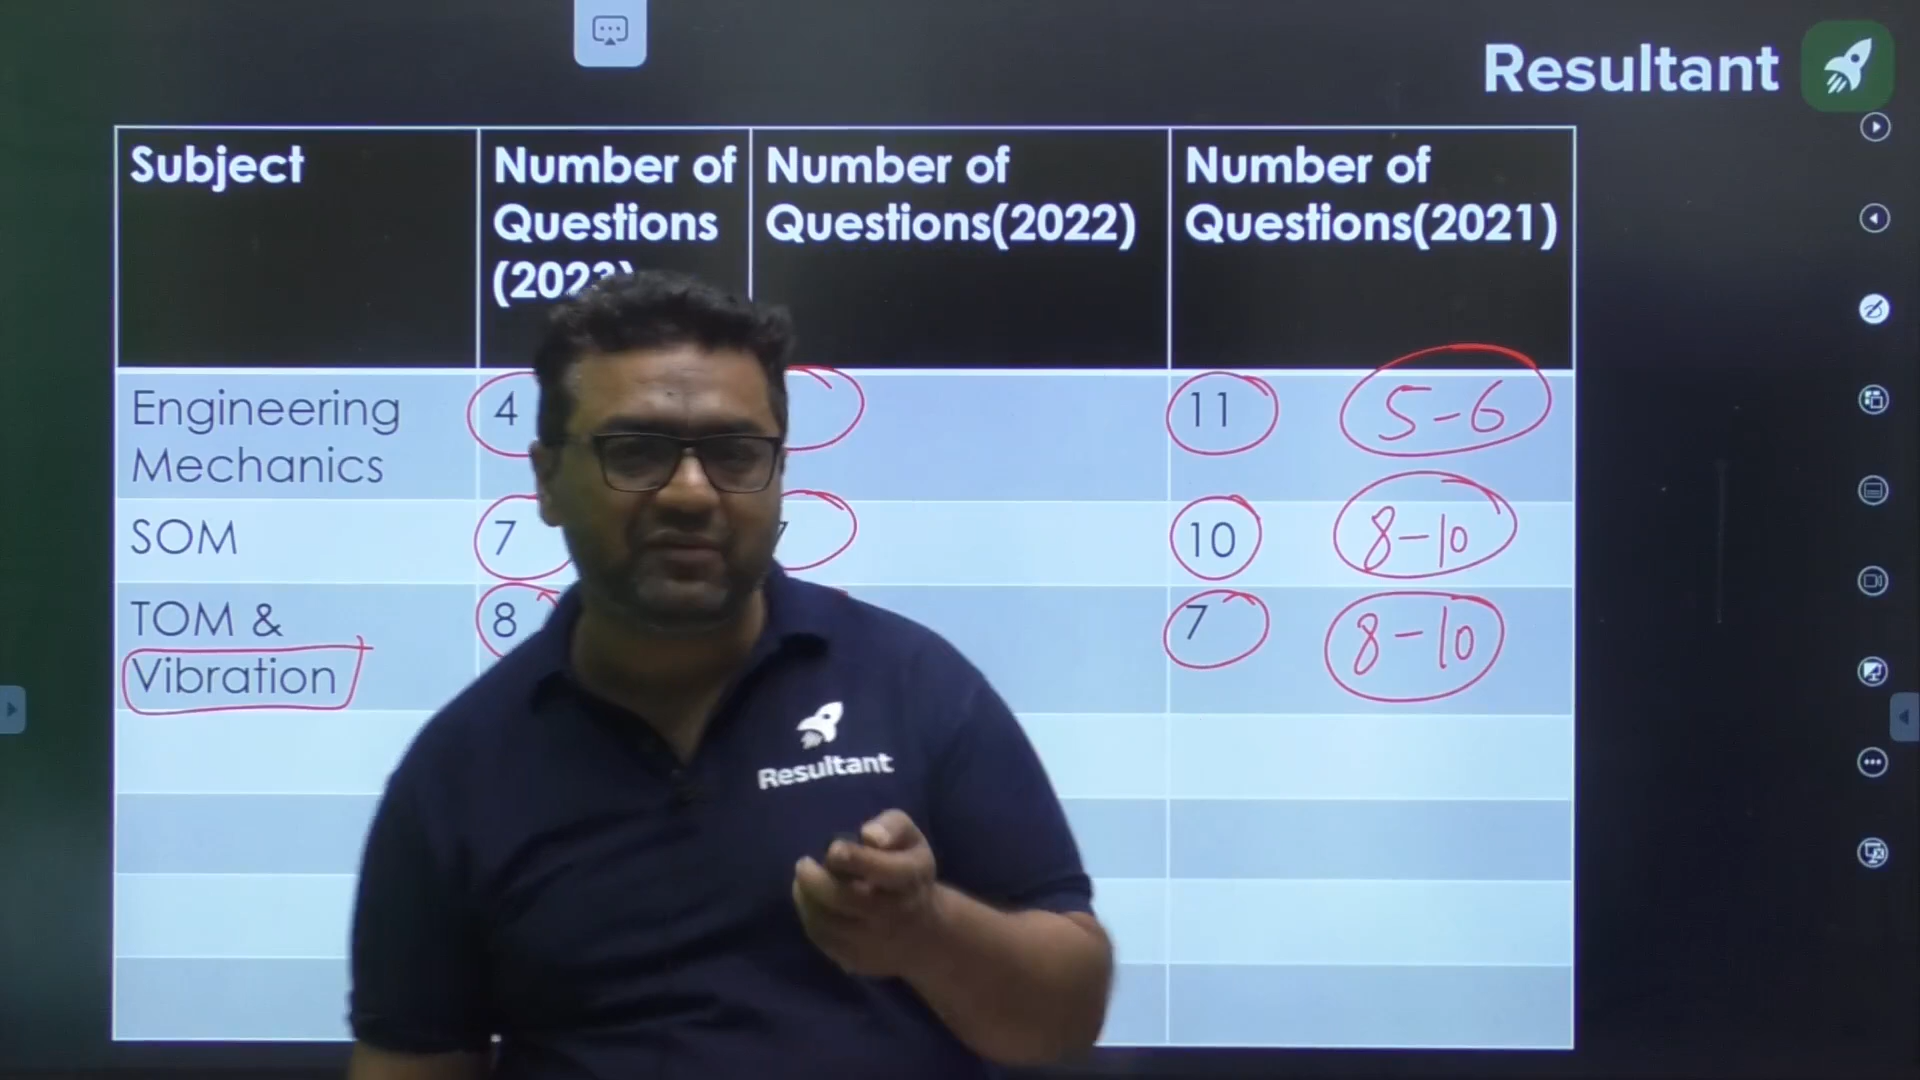 Resultant
Subject
Number of
Questions
Number of
Questions(2022)
Number of
Questions(2021)
Engineering
Mechanics
4
11
5-6
SOM
7
10
8-10
TOM &
Vibration
8
7
8-10
Resultant